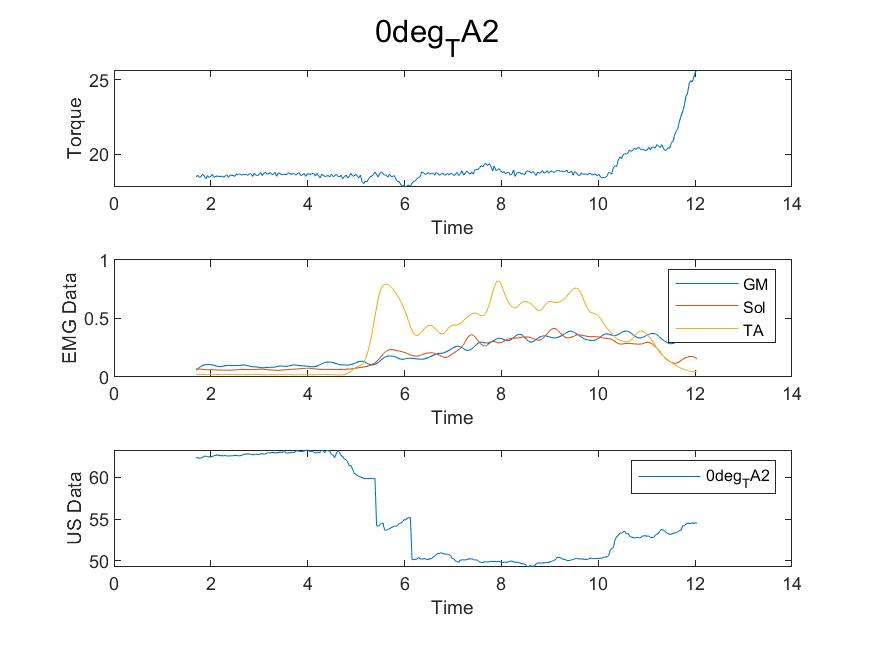 0deg_TA2
25
20
Torque
0 2 4 6 8 10 12 14
Time
1
0.5
0
EMG Data
GM
Sol
TA
0 2 4 6 8 10 12 14
Time
60
55
50
US Data
0deg_TA2
0 2 4 6 8 10 12 14
Time